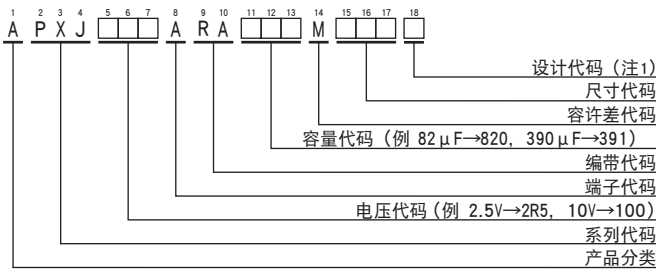 1 2 3 4 5 6 7 8 9 10 11 12 13 14 15 16 17 18
A PXJ□□□ A RA□□□ M□□□□
设计代码（注1)
尺寸代码
容许差代码
容量代码（例 82μF→820, 390μF→391）
编带代码
端子代码
电压代码（例 2.5V→2R5, 10V→100）
系列代码
产品分类